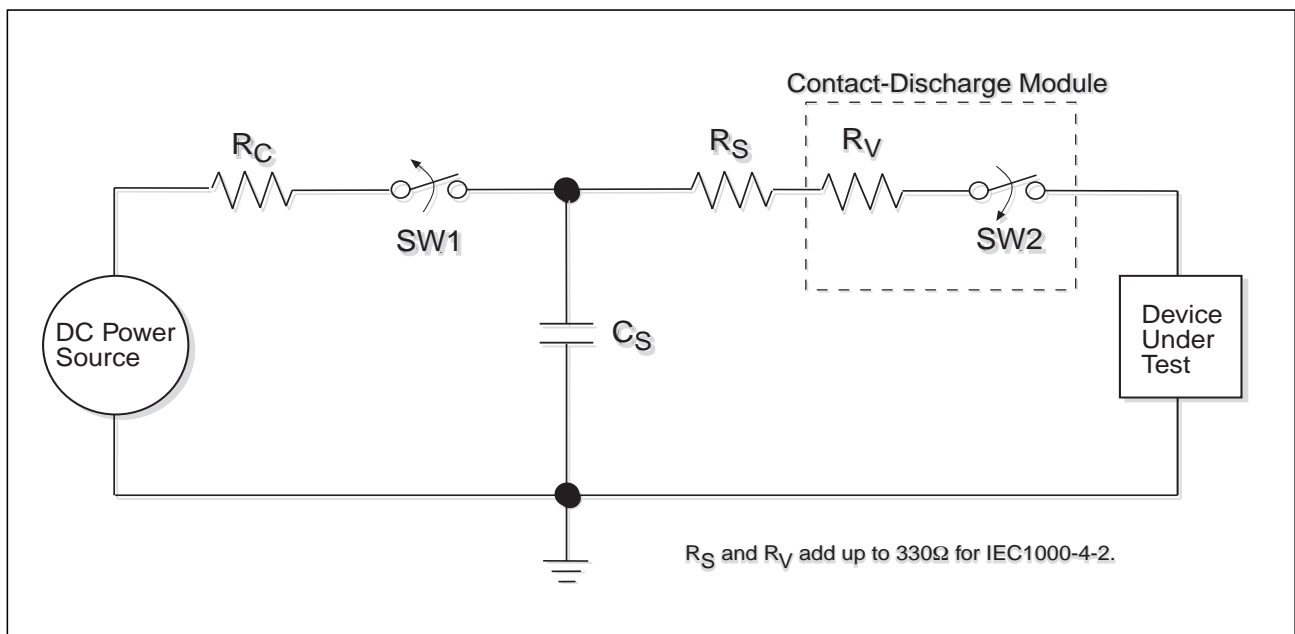 Contact-Discharge Module
RC
RS
RV
SW1
SW2
CS
DC Power
Source
Device
Under
Test
RS and RV add up to 330Ω for IEC1000-4-2.